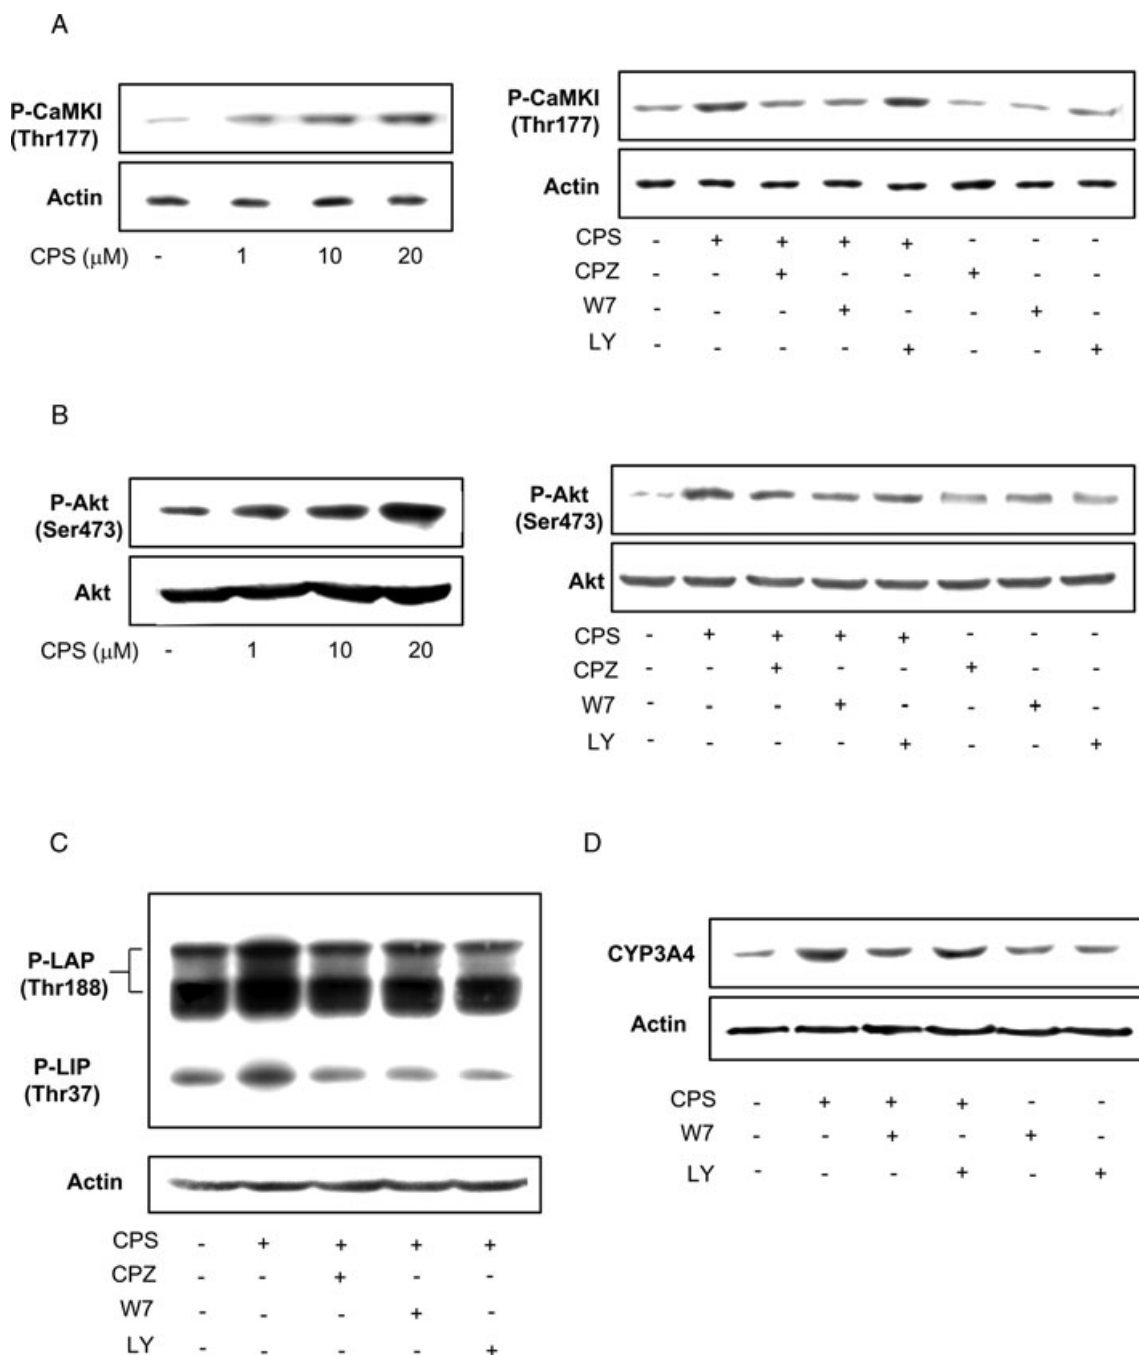 A
P-CaMKI
(Thr177)
Actin
CPS (μM) - 1 10 20
P-CaMKI
(Thr177)
Actin
CPS - + + + + - - -
CPZ - - + - - + - -
W7 - - - + - - + -
LY - - - - + - - +
B
P-Akt
(Ser473)
Akt
CPS (μM) - 1 10 20
P-Akt
(Ser473)
Akt
CPS - + + + + - - -
CPZ - - + - - + - -
W7 - - - + - - + -
LY - - - - + - - +
C
P-LAP
(Thr188)
P-LIP
(Thr37)
Actin
CPS - + + + +
CPZ - - + - -
W7 - - - + -
LY - - - - +
D
CYP3A4
Actin
CPS - + + + - -
W7 - - + - + -
LY - - - + - +